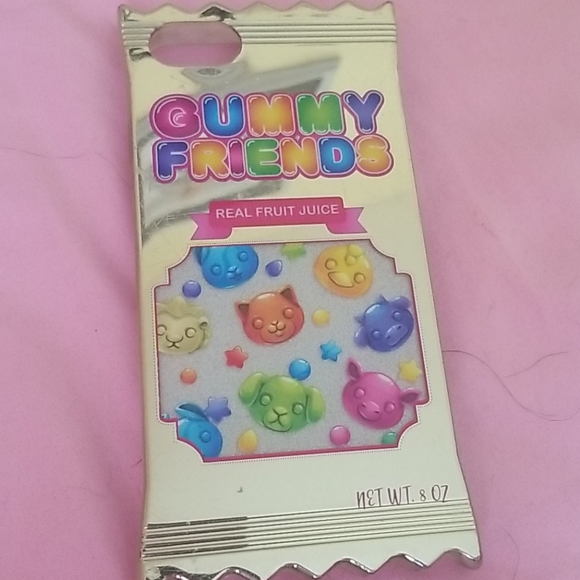 GUMMY
FRIENDS
REAL FRUIT JUICE
NET WT. 8 OZ